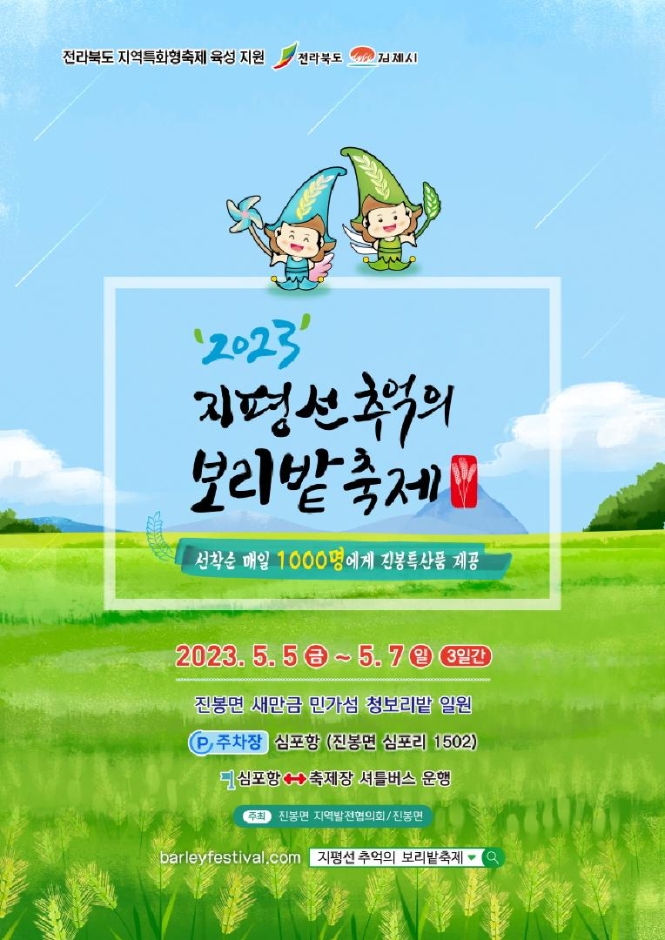 전라북도 지역특화형축제 육성 지원 전라북도 김제시
'2023'
지평선 추억의
보리밭 축제
선착순 매일 1000명에게 진봉특산품 제공
2023. 5. 5 금 ~ 5. 7 일 3일간
진봉면 새만금 민가섬 청보리밭 일원
P 주차장 심포항 (진봉면 심포리 1502)
심포항 ↔ 축제장 셔틀버스 운행
주최 진봉면 지역발전협의회/진봉면
barleyfestival.com 지평선 추억의 보리밭축제